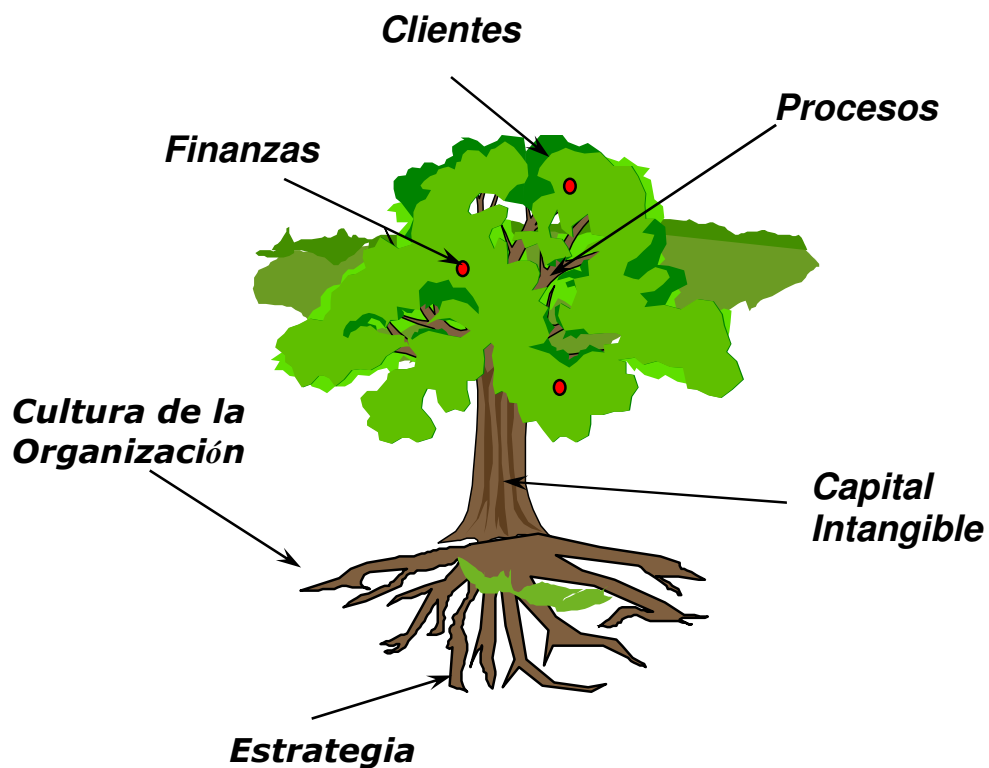 Clientes
Procesos
Finanzas
Cultura de la
Organización
Capital
Intangible
Estrategia